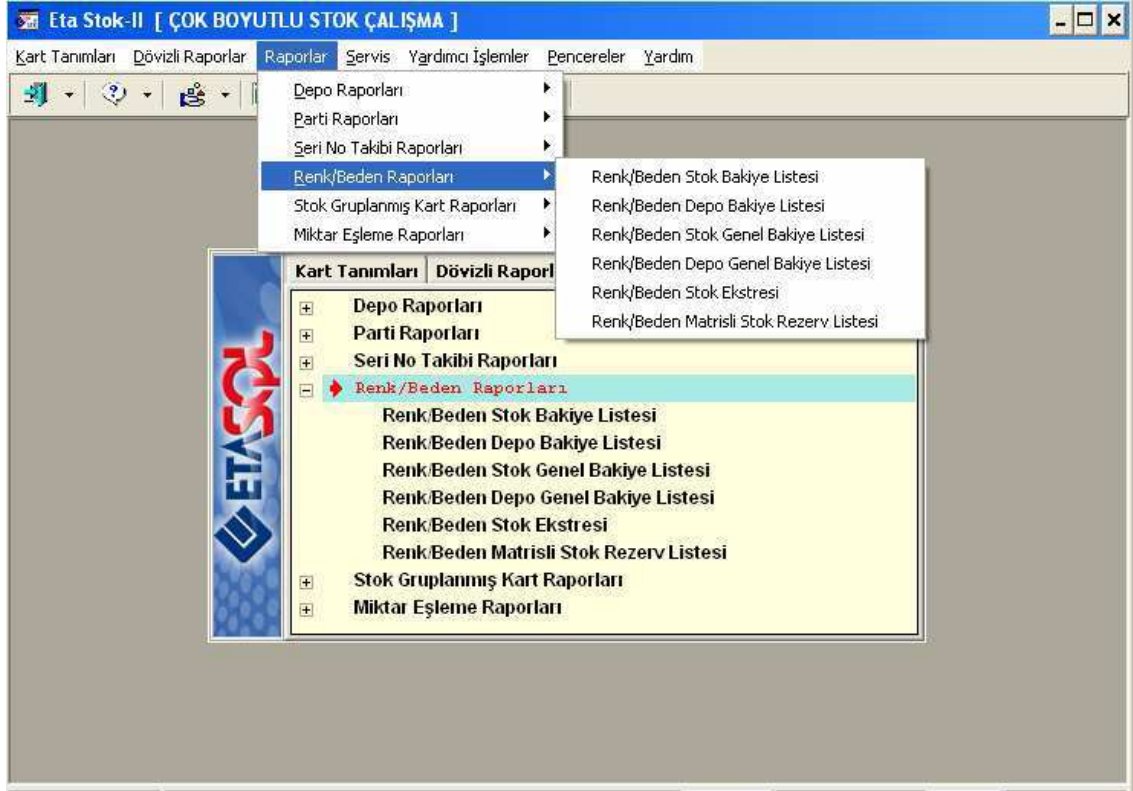 Eta Stok-II [ ÇOK BOYUTLU STOK ÇALIŞMA ]
Kart Tanımları Dövizli Raporlar Raporlar Servis Yardımcı İşlemler Pencereler Yardım
Depo Raporları
Parti Raporları
Seri No Takibi Raporları
Renk/Beden Raporları
Stok Gruplanmış Kart Raporları
Miktar Eşleme Raporları
Renk/Beden Stok Bakiye Listesi
Renk/Beden Depo Bakiye Listesi
Renk/Beden Stok Genel Bakiye Listesi
Renk/Beden Depo Genel Bakiye Listesi
Renk/Beden Stok Ekstresi
Renk/Beden Matrisli Stok Rezerv Listesi
ETASQL
Kart Tanımları Dövizli Raporl
Depo Raporları
Parti Raporları
Seri No Takibi Raporları
Renk/Beden Raporları
Renk/Beden Stok Bakiye Listesi
Renk/Beden Depo Bakiye Listesi
Renk/Beden Stok Genel Bakiye Listesi
Renk/Beden Depo Genel Bakiye Listesi
Renk/Beden Stok Ekstresi
Renk/Beden Matrisli Stok Rezerv Listesi
Stok Gruplanmış Kart Raporları
Miktar Eşleme Raporları